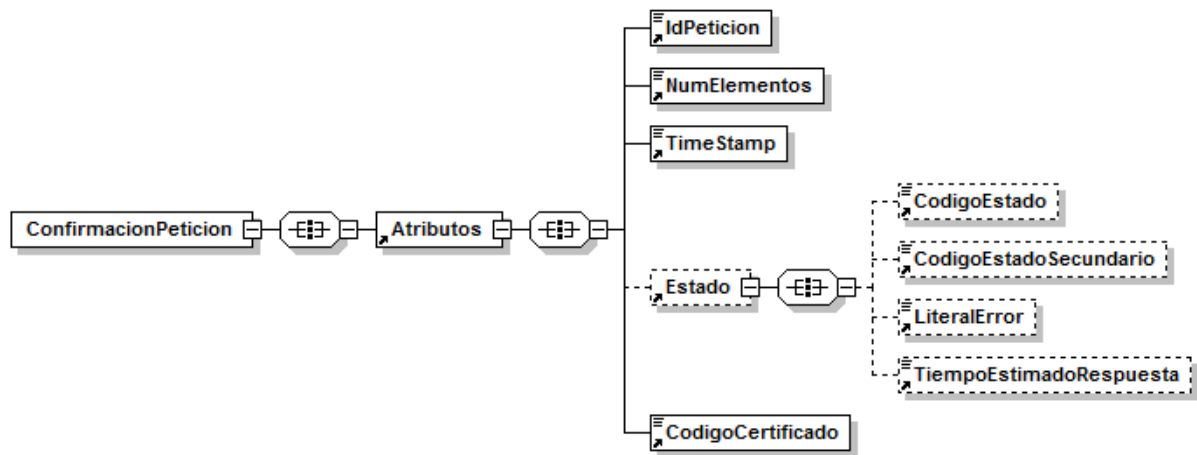 IdPeticion
NumElementos
TimeStamp
ConfirmacionPeticion
Atributos
Estado
CodigoEstado
CodigoEstadoSecundario
LiteralError
TiempoEstimadoRespuesta
CodigoCertificado